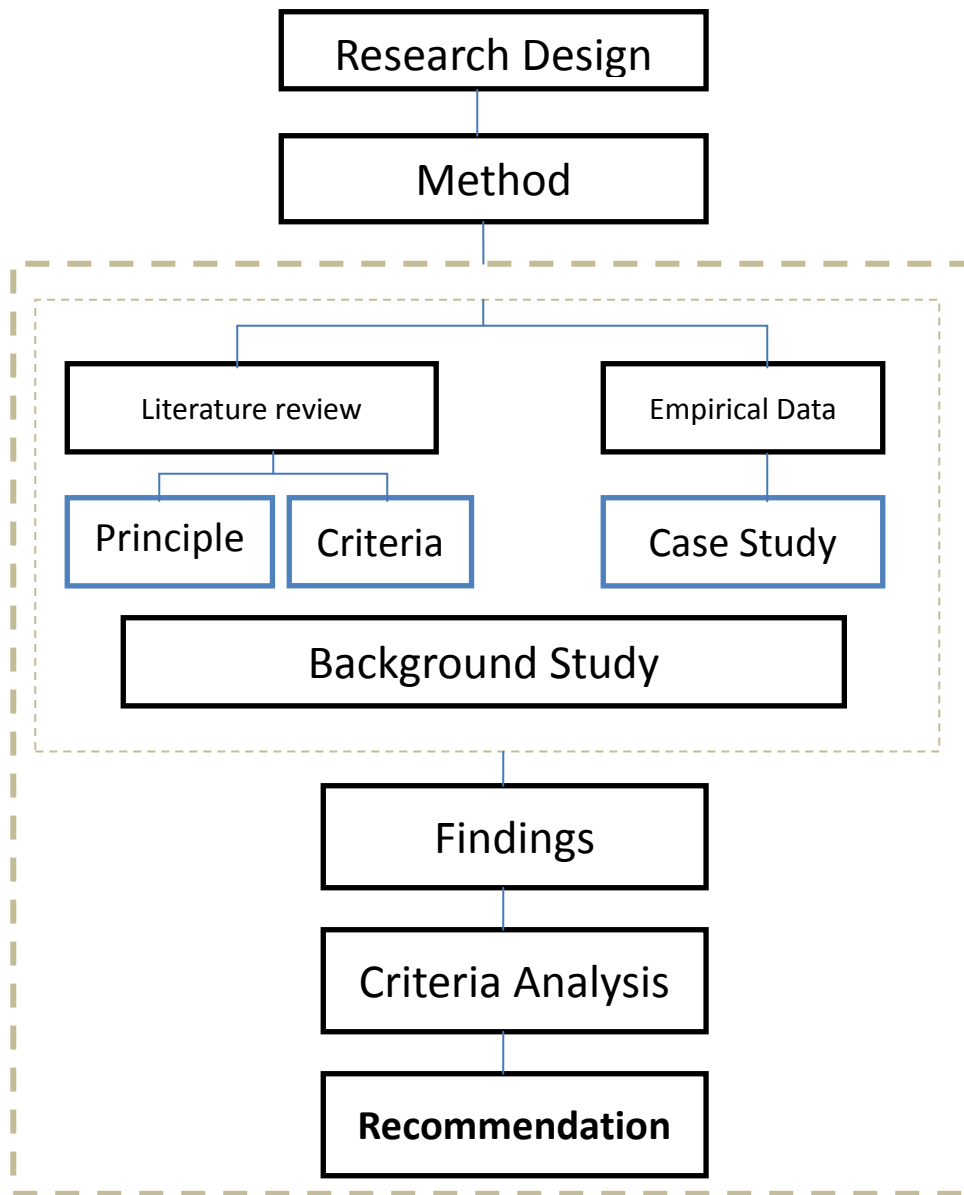 Research Design
Method
Literature review
Empirical Data
Principle
Criteria
Case Study
Background Study
Findings
Criteria Analysis
Recommendation